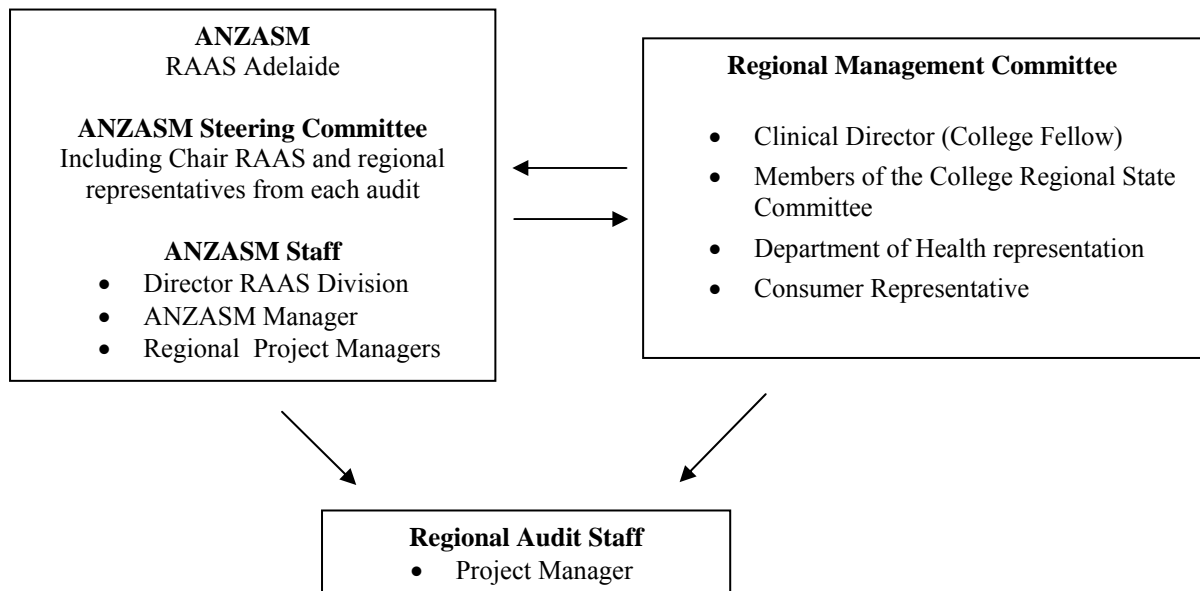 ANZASM
RAAS Adelaide
ANZASM Steering Committee
Including Chair RAAS and regional
representatives from each audit
ANZASM Staff
• Director RAAS Division
• ANZASM Manager
• Regional Project Managers
Regional Management Committee
• Clinical Director (College Fellow)
• Members of the College Regional State
Committee
• Department of Health representation
• Consumer Representative
Regional Audit Staff
• Project Manager